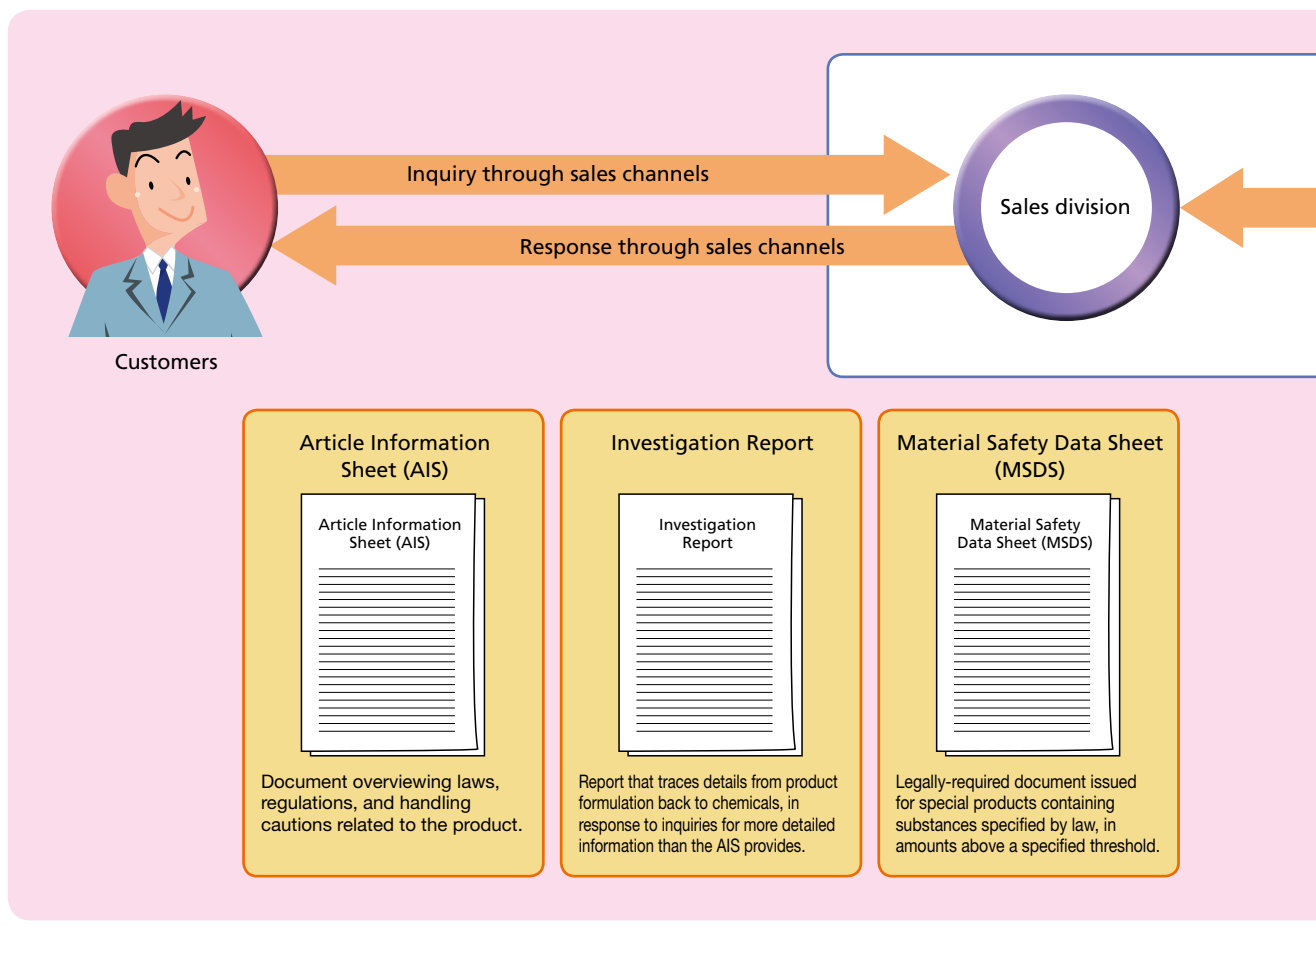 Inquiry through sales channels
Sales division
Response through sales channels
Customers
Article Information
Sheet (AIS)
Article Information
Sheet (AIS)
Document overviewing laws,
regulations, and handling
cautions related to the product.
Investigation Report
Investigation
Report
Report that traces details from product
formulation back to chemicals, in
response to inquiries for more detailed
information than the AIS provides.
Material Safety Data Sheet
(MSDS)
Material Safety
Data Sheet (MSDS)
Legally-required document issued
for special products containing
substances specified by law, in
amounts above a specified threshold.